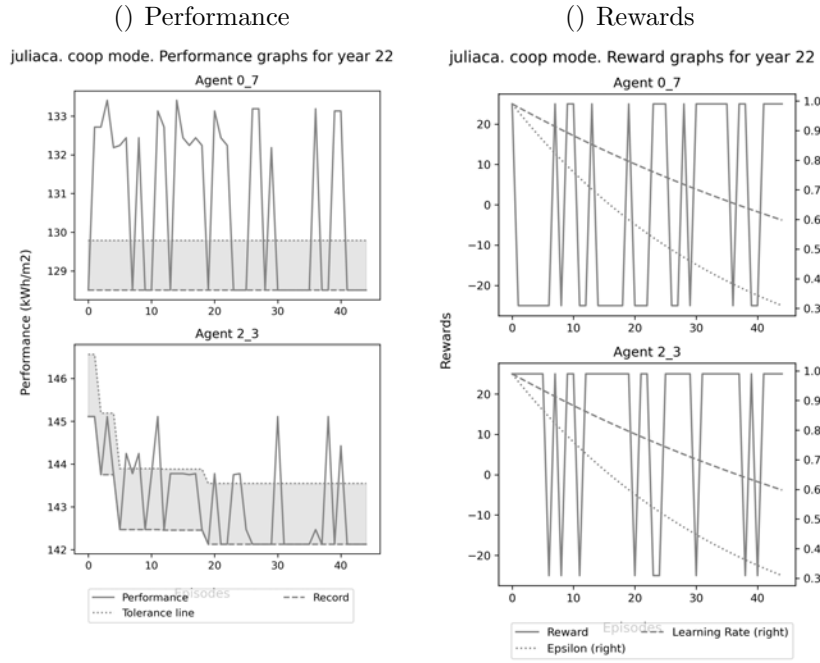 () Performance
juliaca. coop mode. Performance graphs for year 22
Agent 0_7
133
132
131
130
129
0 10 20 30 40
Performance (kWh/m2)
Agent 2_3
146
145
144
143
142
0 10 20 30 40
Episodes
Performance
Record
Tolerance line
() Rewards
juliaca. coop mode. Reward graphs for year 22
Agent 0_7
20
10
0
−10
−20
1.0
0.9
0.8
0.7
0.6
0.5
0.4
0.3
0 10 20 30 40
Rewards
Agent 2_3
20
10
0
−10
−20
1.0
0.9
0.8
0.7
0.6
0.5
0.4
0.3
0 10 20 30 40
Episodes
Reward
Learning Rate (right)
Epsilon (right)